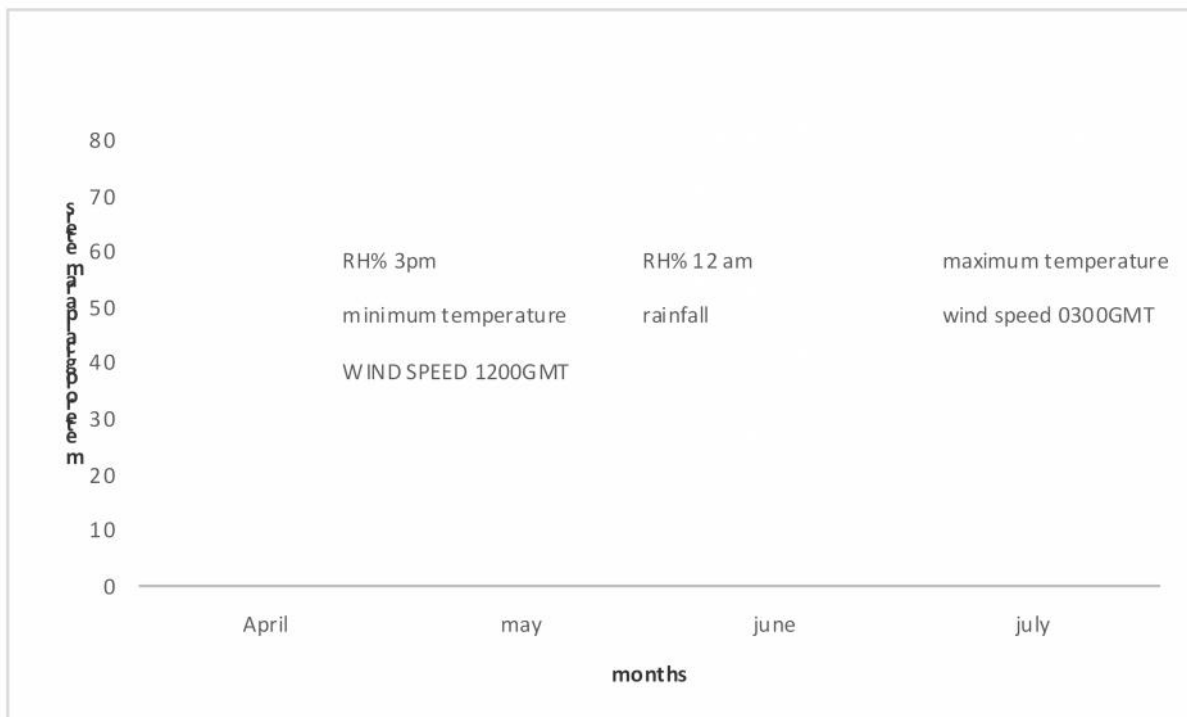 80
70
60
50
40
30
20
10
0
RH% 3pm RH% 12 am maximum temperature
minimum temperature rainfall wind speed 0300GMT
WIND SPEED 1200GMT
April may june july
months